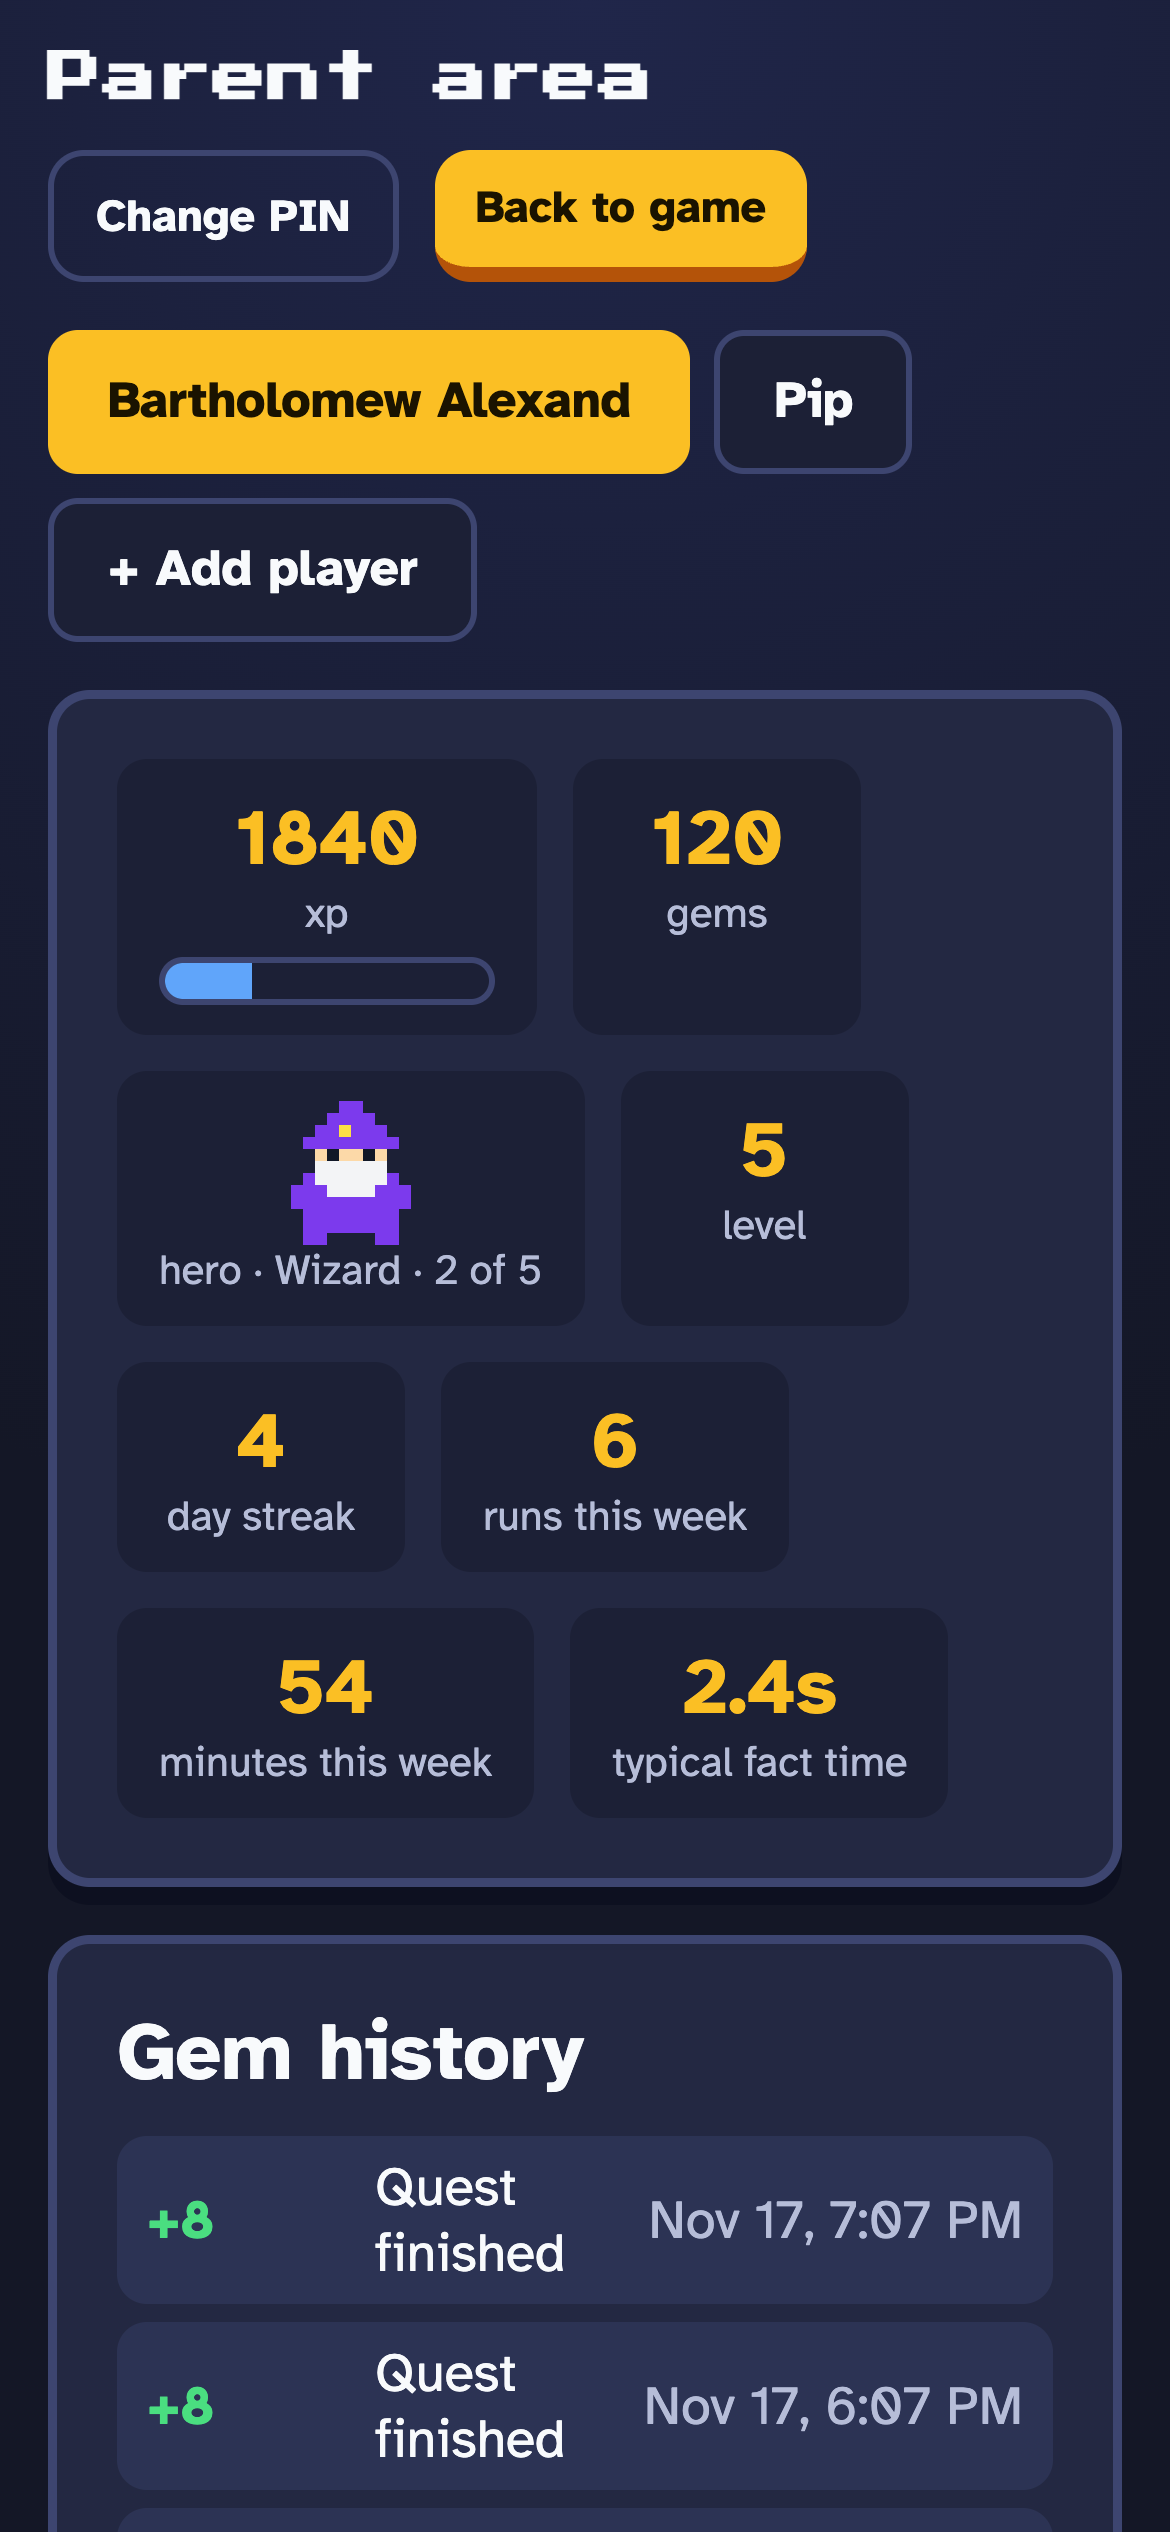 Parent area
Change PIN
Back to game
Bartholomew Alexand
Pip
+ Add player
1840
xp
120
gems
hero · Wizard · 2 of 5
5
level
4
day streak
6
runs this week
54
minutes this week
2.4s
typical fact time
Gem history
+8
Quest
finished
Nov 17, 7:07 PM
+8
Quest
finished
Nov 17, 6:07 PM